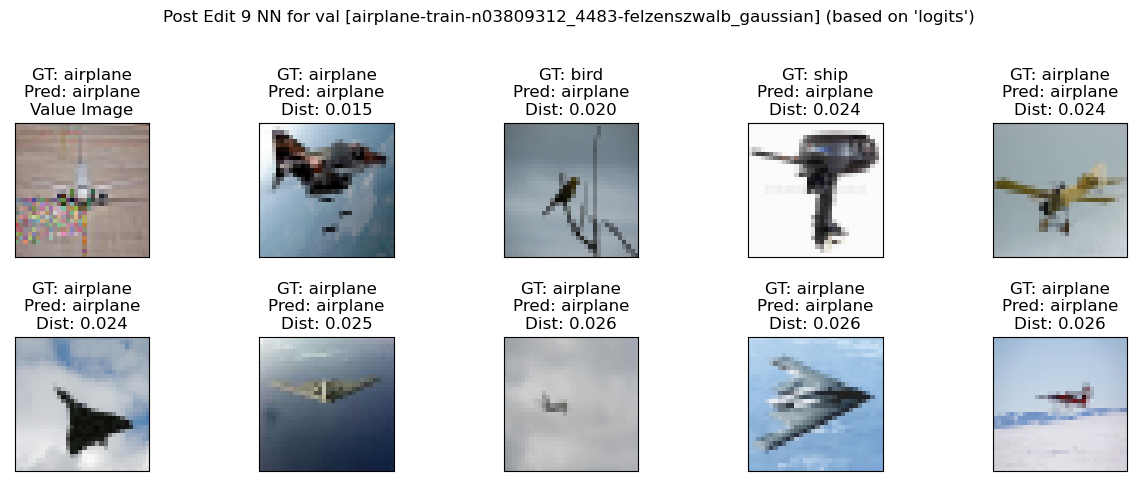 Post Edit 9 NN for val [airplane-train-n03809312_4483-felzenszwalb_gaussian] (based on 'logits')
GT: airplane
Pred: airplane
Value Image
GT: airplane
Pred: airplane
Dist: 0.015
GT: bird
Pred: airplane
Dist: 0.020
GT: ship
Pred: airplane
Dist: 0.024
GT: airplane
Pred: airplane
Dist: 0.024
GT: airplane
Pred: airplane
Dist: 0.024
GT: airplane
Pred: airplane
Dist: 0.025
GT: airplane
Pred: airplane
Dist: 0.026
GT: airplane
Pred: airplane
Dist: 0.026
GT: airplane
Pred: airplane
Dist: 0.026